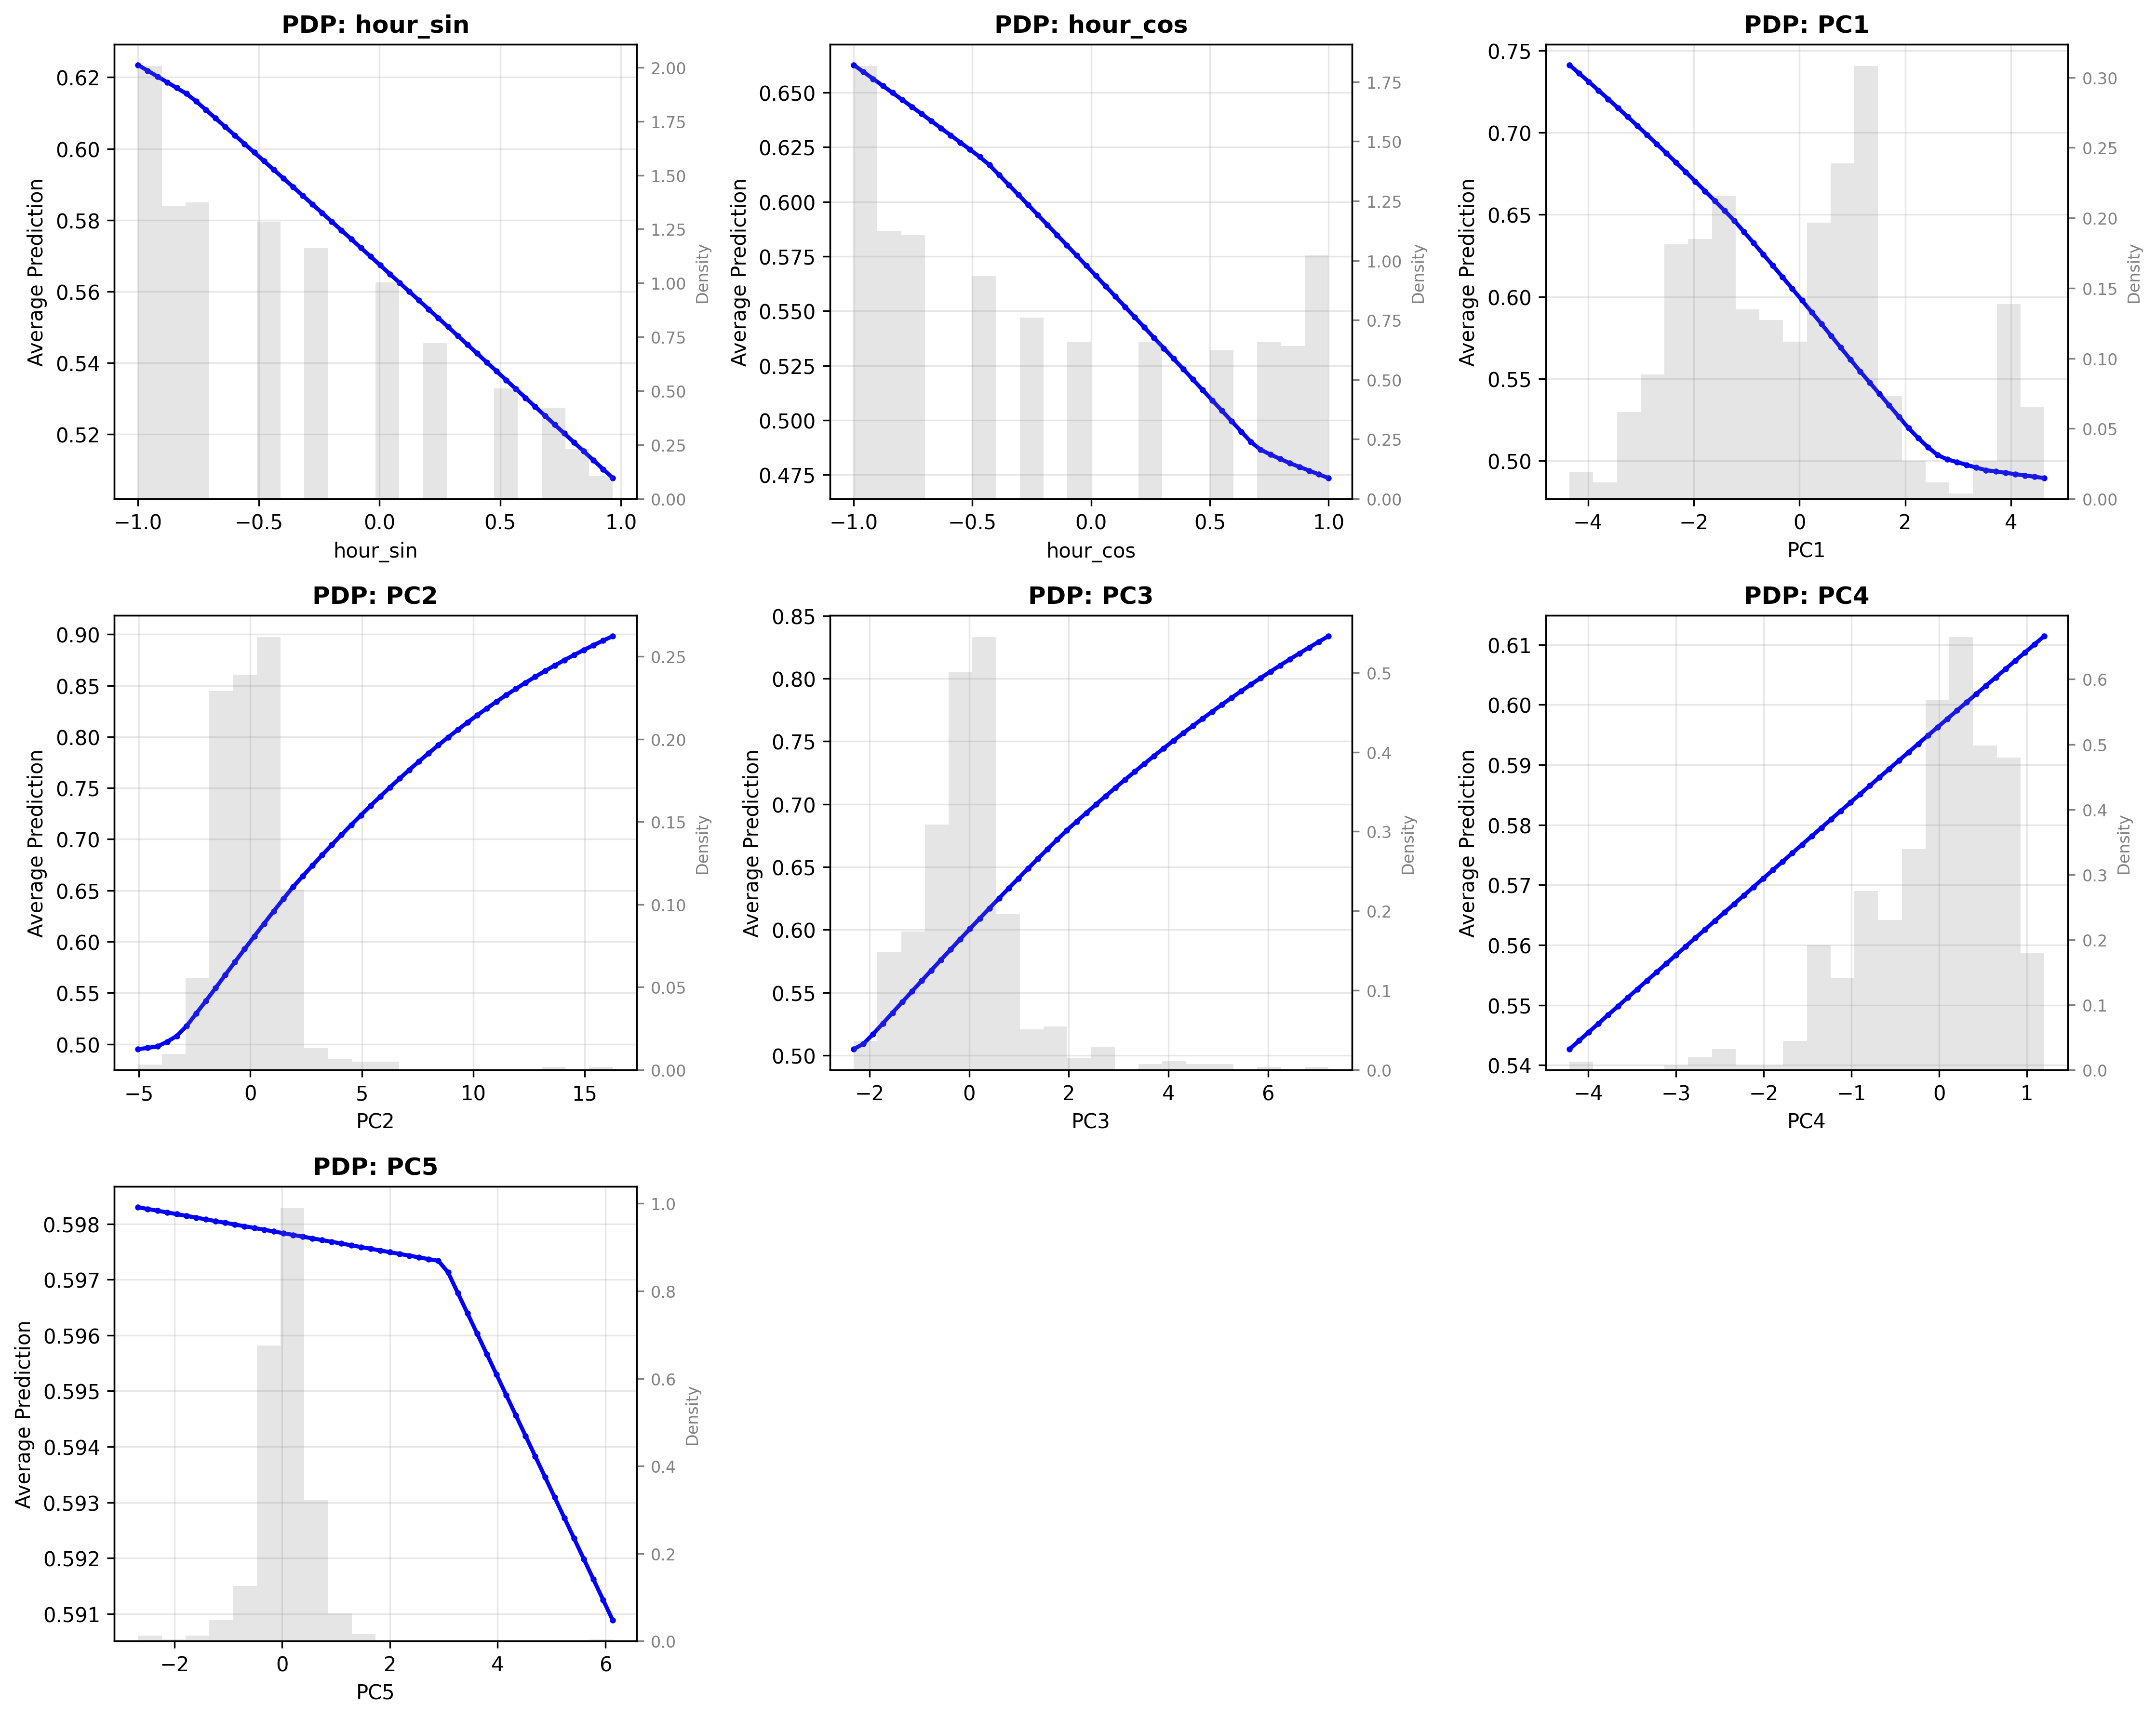 PDP: hour_sin
0.62
0.60
0.58
0.56
0.54
0.52
Average Prediction
2.00
1.75
1.50
1.25
1.00
0.75
0.50
0.25
0.00
Density
−1.0 −0.5 0.0 0.5 1.0
hour_sin
PDP: hour_cos
0.650
0.625
0.600
0.575
0.550
0.525
0.500
0.475
Average Prediction
1.75
1.50
1.25
1.00
0.75
0.50
0.25
0.00
Density
−1.0 −0.5 0.0 0.5 1.0
hour_cos
PDP: PC1
0.75
0.70
0.65
0.60
0.55
0.50
Average Prediction
0.30
0.25
0.20
0.15
0.10
0.05
0.00
Density
−4 −2 0 2 4
PC1
PDP: PC2
0.90
0.85
0.80
0.75
0.70
0.65
0.60
0.55
0.50
Average Prediction
0.25
0.20
0.15
0.10
0.05
0.00
Density
−5 0 5 10 15
PC2
PDP: PC3
0.85
0.80
0.75
0.70
0.65
0.60
0.55
0.50
Average Prediction
0.5
0.4
0.3
0.2
0.1
0.0
Density
−2 0 2 4 6
PC3
PDP: PC4
0.61
0.60
0.59
0.58
0.57
0.56
0.55
0.54
Average Prediction
0.6
0.5
0.4
0.3
0.2
0.1
0.0
Density
−4 −3 −2 −1 0 1
PC4
PDP: PC5
0.598
0.597
0.596
0.595
0.594
0.593
0.592
0.591
Average Prediction
1.0
0.8
0.6
0.4
0.2
0.0
Density
−2 0 2 4 6
PC5